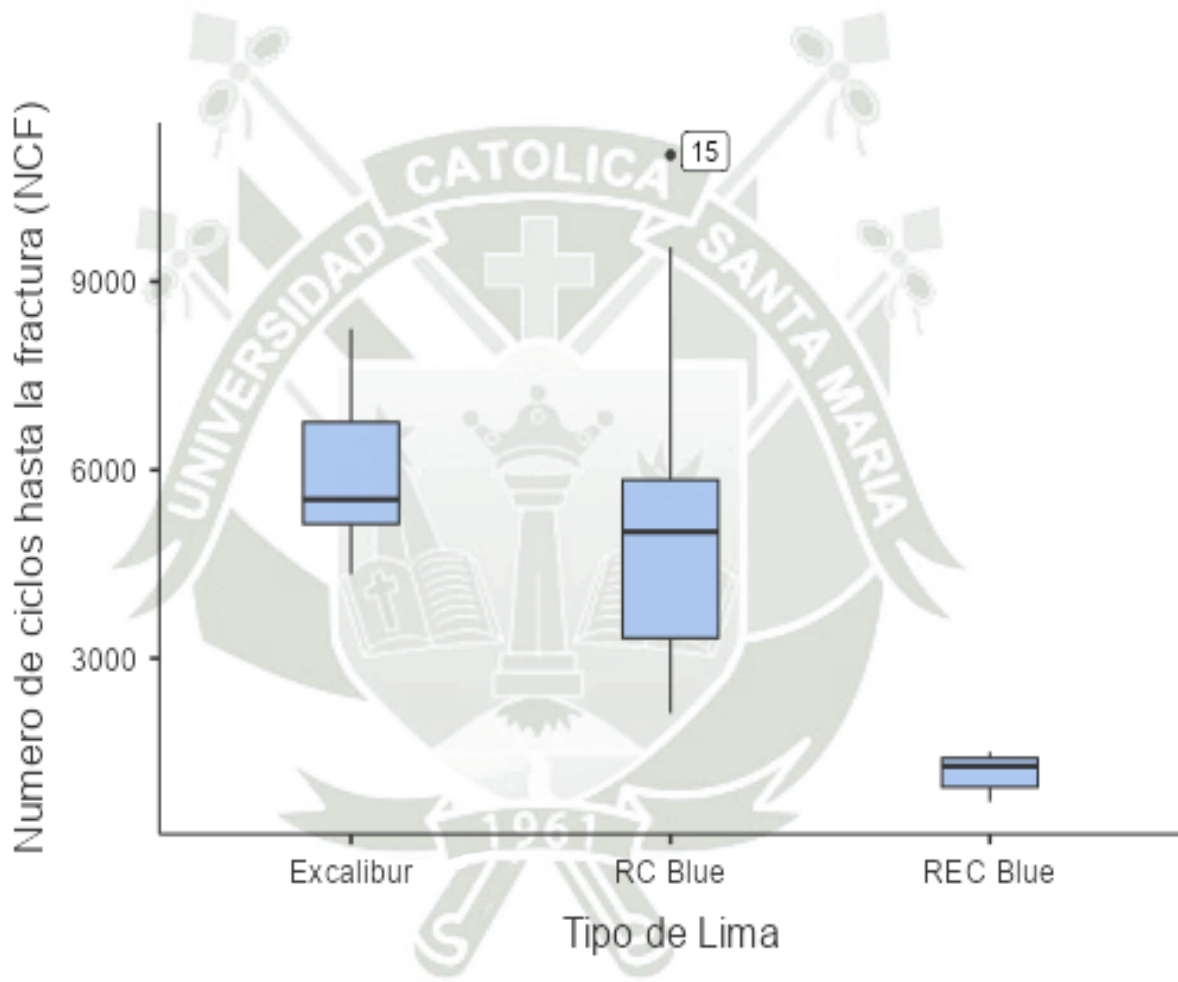 Numero de ciclos hasta la fractura (NCF)
9000
6000
3000
15
Excalibur
RC Blue
REC Blue
Tipo de Lima
UNIVERSIDAD CATOLICA SANTA MARIA
1961